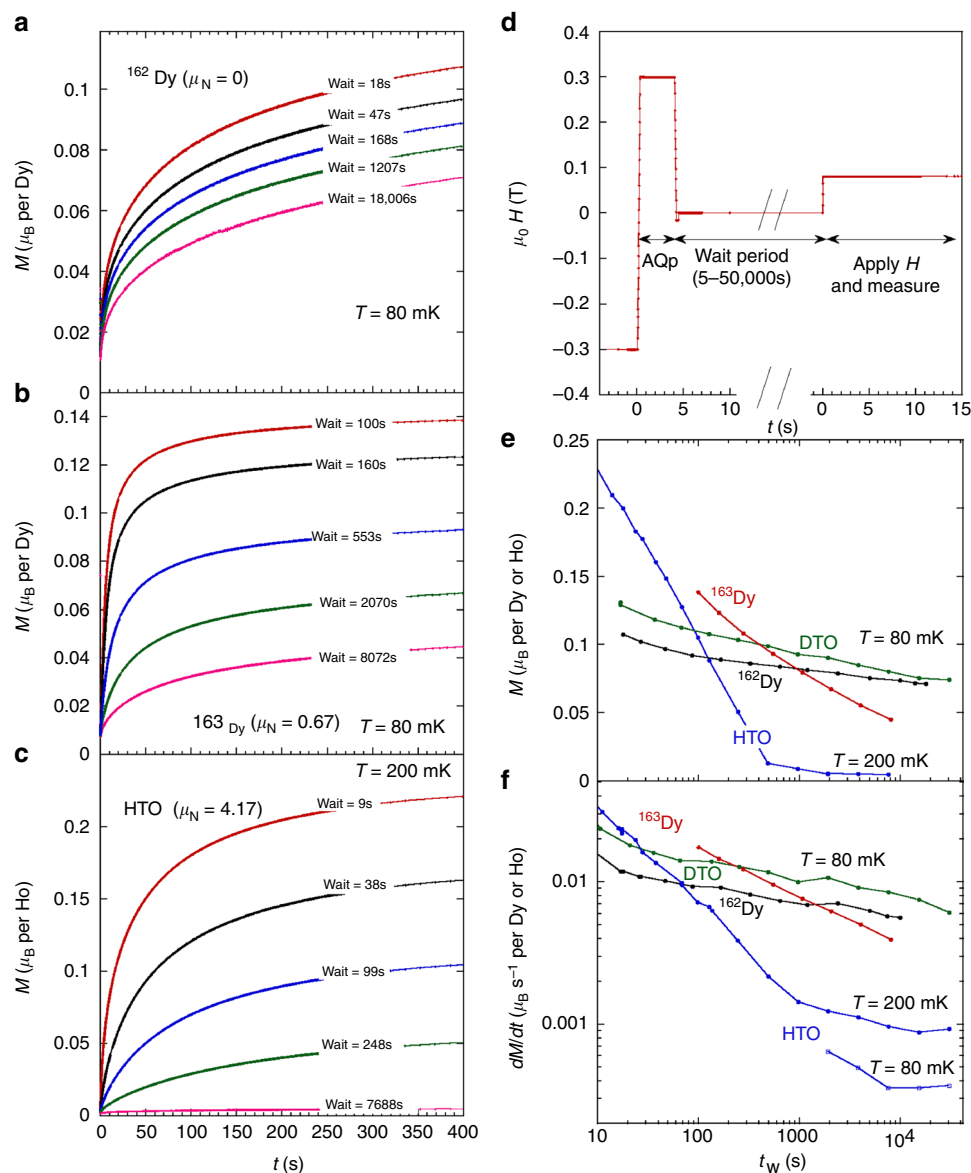 a
0.1
0.08
0.06
0.04
0.02
0
M (μB per Dy)
162 Dy (μN = 0)
Wait = 18s
Wait = 47s
Wait = 168s
Wait = 1207s
Wait = 18,006s
T = 80 mK
b
0.14
0.12
0.1
0.08
0.06
0.04
0.02
0
M (μB per Dy)
Wait = 100s
Wait = 160s
Wait = 553s
Wait = 2070s
Wait = 8072s
163 Dy (μN = 0.67)
T = 80 mK
c
0.2
0.15
0.1
0.05
0
M (μB per Ho)
T = 200 mK
HTO (μN = 4.17)
Wait = 9s
Wait = 38s
Wait = 99s
Wait = 248s
Wait = 7688s
0 50 100 150 200 250 300 350 400
t (s)
d
0.4
0.3
0.2
0.1
0
−0.1
−0.2
−0.3
−0.4
μ0 H (T)
AQp
Wait period
(5–50,000s)
Apply H
and measure
0 5 10 0 5 10 15
t (s)
e
0.25
0.2
0.15
0.1
0.05
0
M (μB per Dy or Ho)
163Dy
DTO
T = 80 mK
162Dy
HTO
T = 200 mK
f
0.01
0.001
dM/dt (μB s−1 per Dy or Ho)
163Dy
T = 80 mK
DTO
162Dy
T = 200 mK
HTO
T = 80 mK
10 100 1000 104
tw (s)